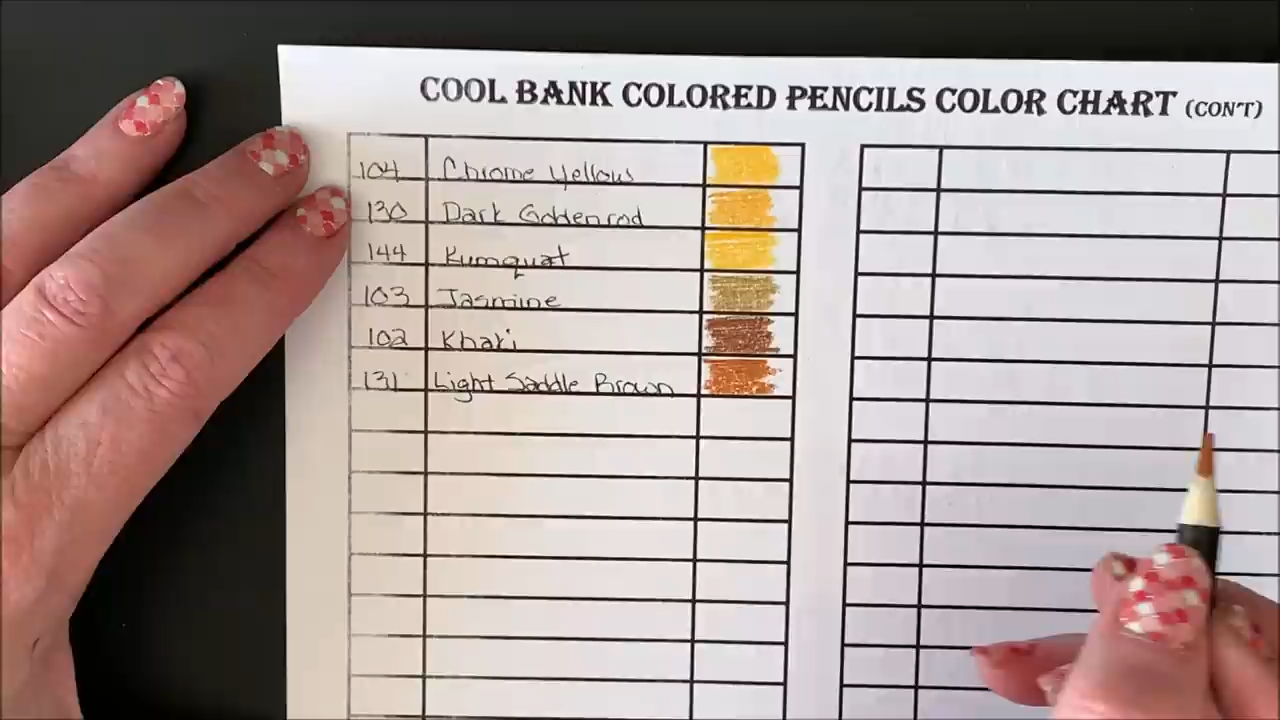 COOL BANK COLORED PENCILS COLOR CHART (CON'T)
104 Chrome Yellow
130 Dark Goldenrod
144 Kumquat
103 Jasmine
102 Khaki
131 Light Saddle Brown